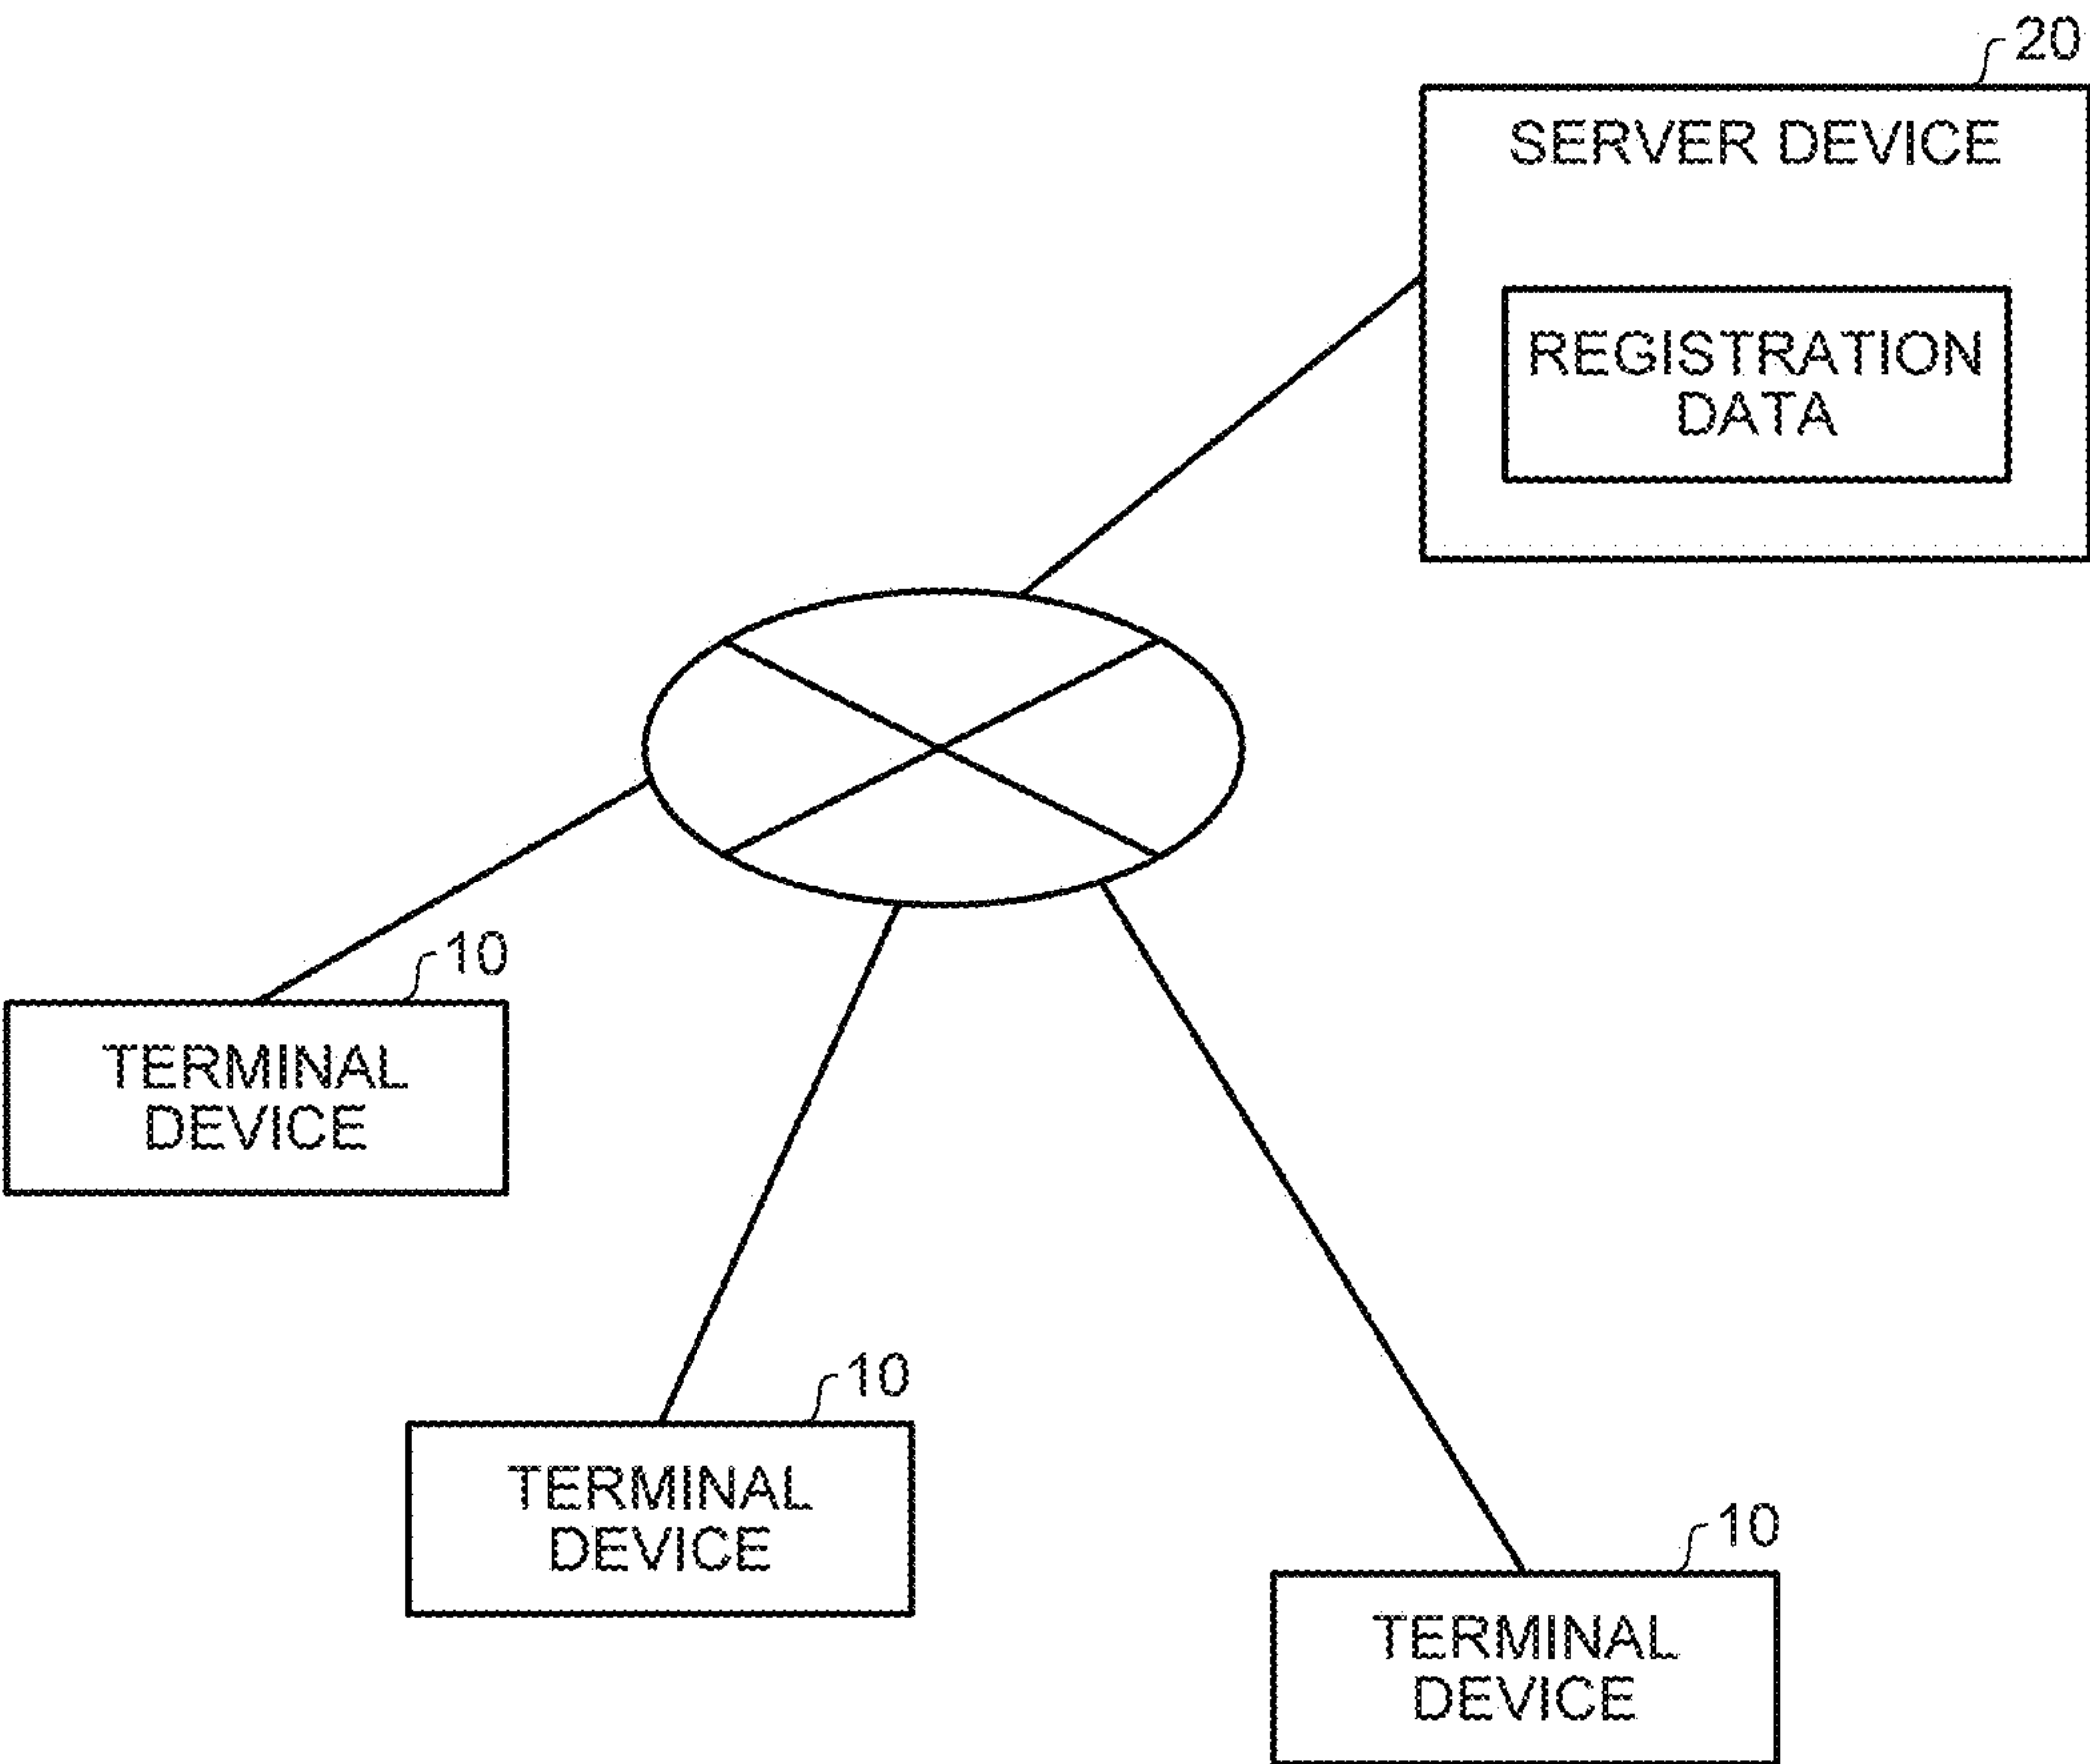 20
SERVER DEVICE
REGISTRATION
DATA
10
TERMINAL
DEVICE
10
TERMINAL
DEVICE
10
TERMINAL
DEVICE